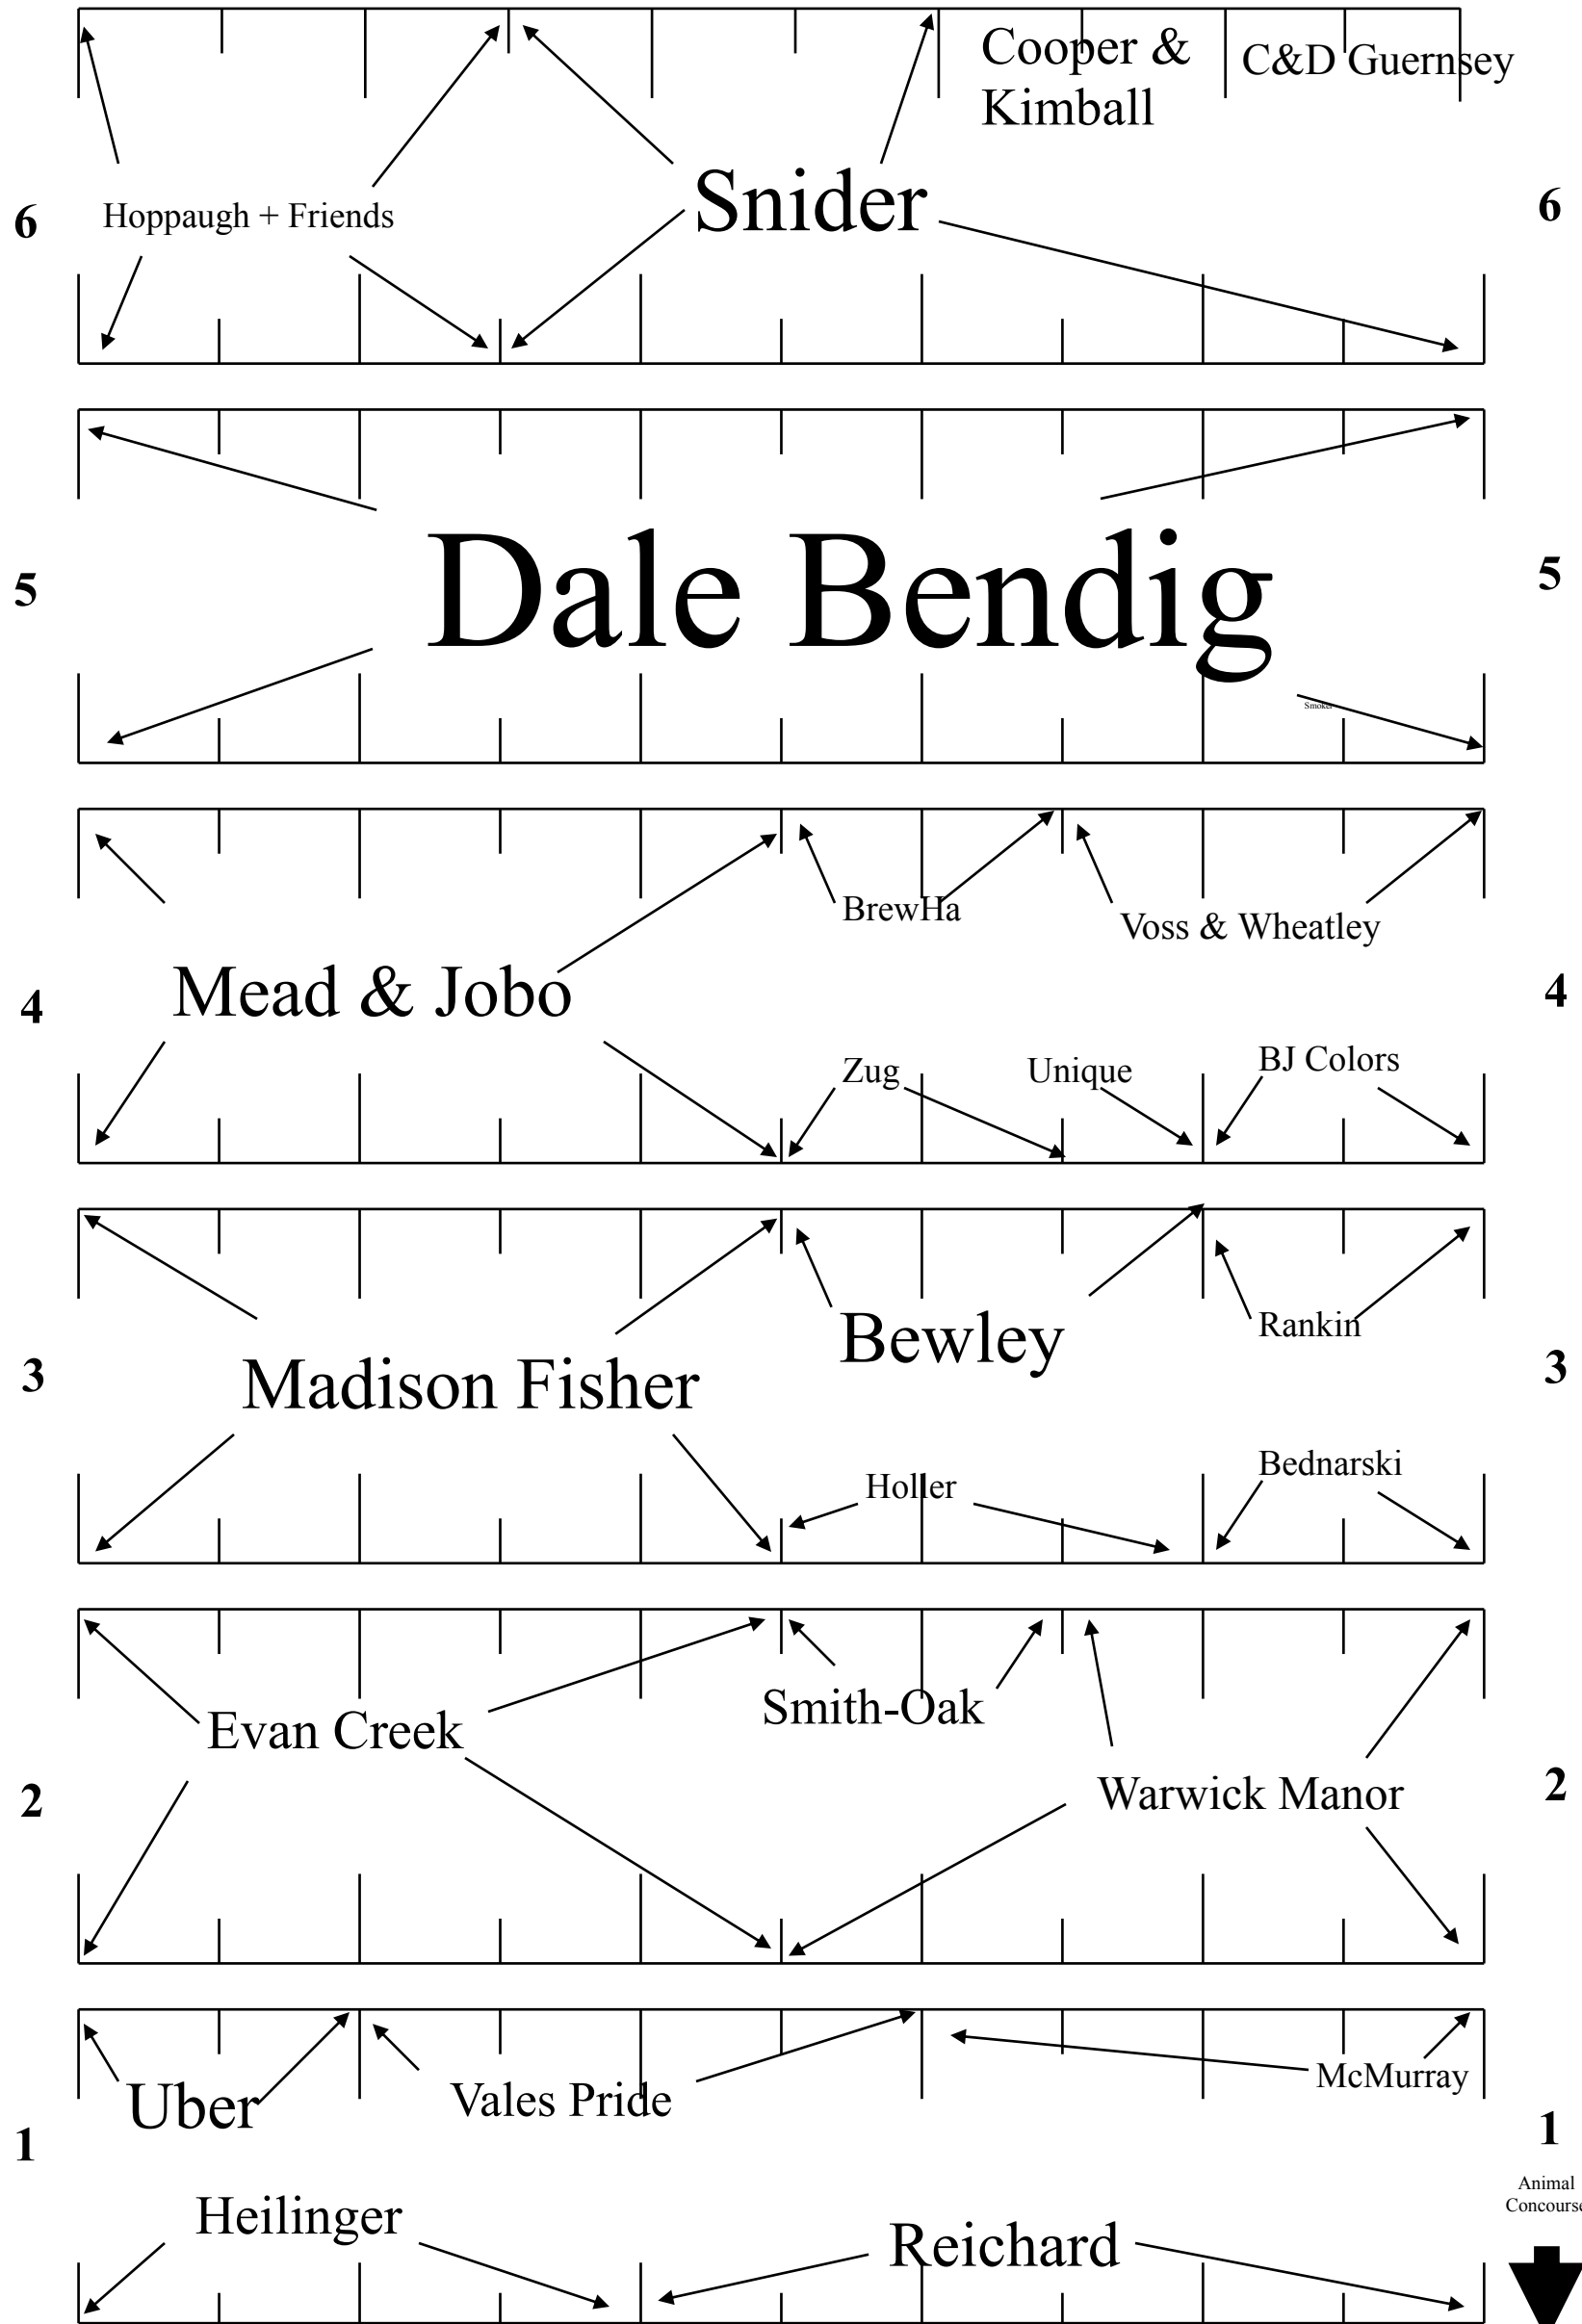 Cooper &
Kimball
C&D Guernsey
Snider
6
Hoppaugh + Friends
6
Dale Bendig
5
5
Smoker
BrewHa
Voss & Wheatley
Mead & Jobo
4
4
Zug
Unique
BJ Colors
Bewley
Rankin
Madison Fisher
3
3
Holler
Bednarski
Smith-Oak
Evan Creek
Warwick Manor
2
2
Uber
Vales Pride
McMurray
1
1
Animal
Concourse
Heilinger
Reichard